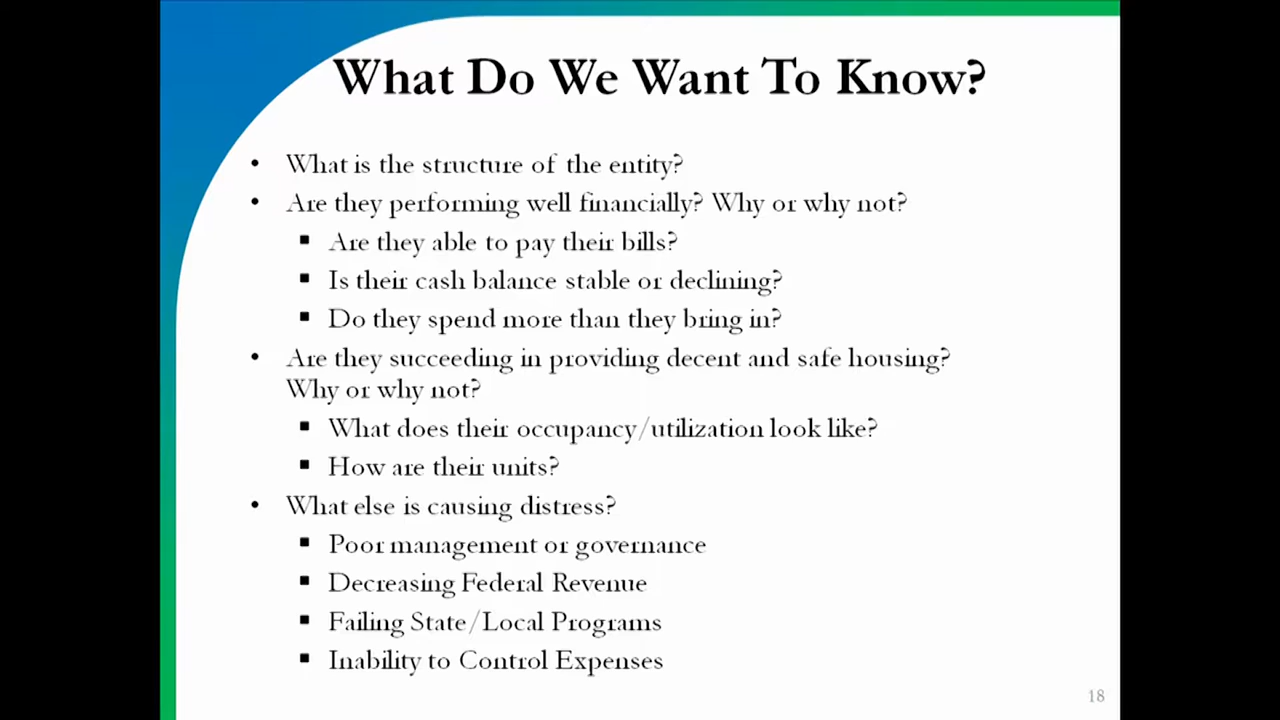 What Do We Want To Know?
• What is the structure of the entity?
• Are they performing well financially? Why or why not?
▪ Are they able to pay their bills?
▪ Is their cash balance stable or declining?
▪ Do they spend more than they bring in?
• Are they succeeding in providing decent and safe housing?
Why or why not?
▪ What does their occupancy/utilization look like?
▪ How are their units?
• What else is causing distress?
▪ Poor management or governance
▪ Decreasing Federal Revenue
▪ Failing State/Local Programs
▪ Inability to Control Expenses
18